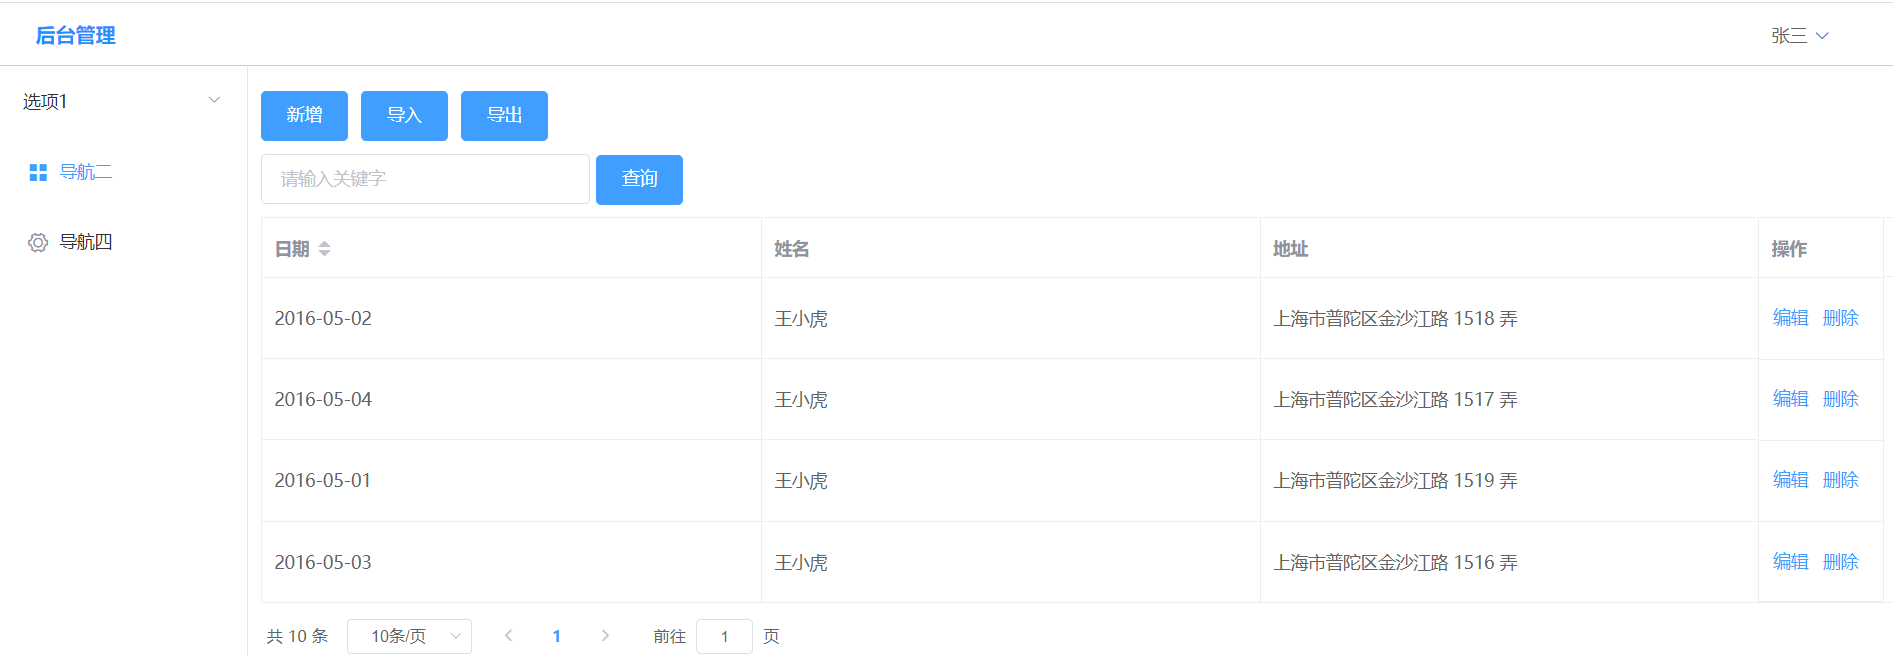 后台管理
张三
选项1
导航二
导航四
新增 导入 导出
请输入关键字 查询
日期 姓名 地址 操作
2016-05-02 王小虎 上海市普陀区金沙江路 1518 弄 编辑 删除
2016-05-04 王小虎 上海市普陀区金沙江路 1517 弄 编辑 删除
2016-05-01 王小虎 上海市普陀区金沙江路 1519 弄 编辑 删除
2016-05-03 王小虎 上海市普陀区金沙江路 1516 弄 编辑 删除
共 10 条 10条/页 1 前往 1 页